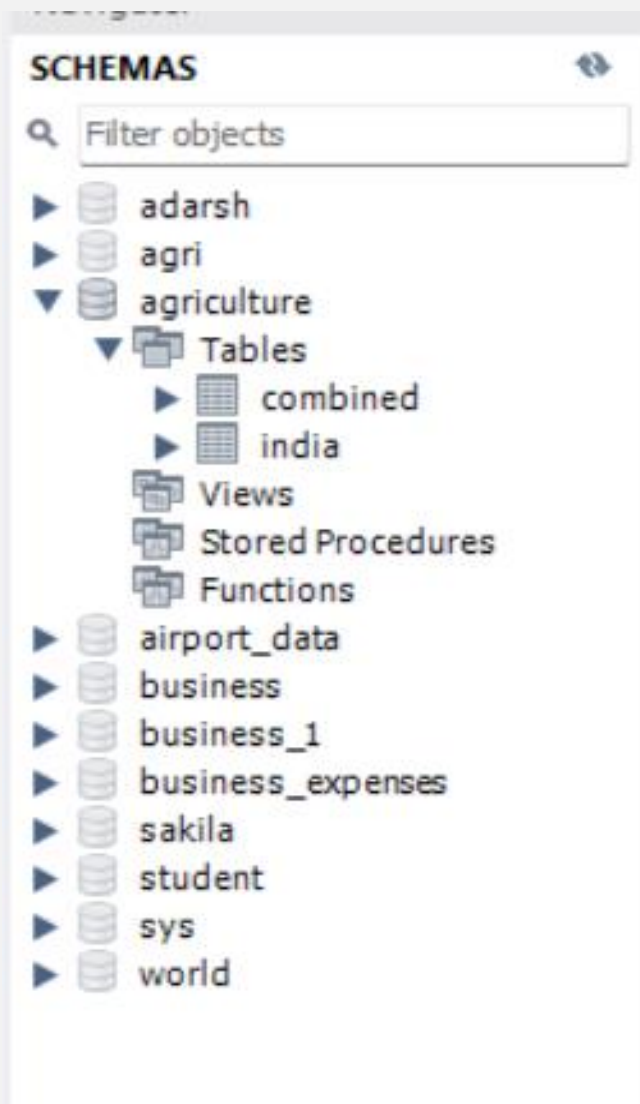 SCHEMAS
Filter objects
adarsh
agri
agriculture
Tables
combined
india
Views
Stored Procedures
Functions
airport_data
business
business_1
business_expenses
sakila
student
sys
world